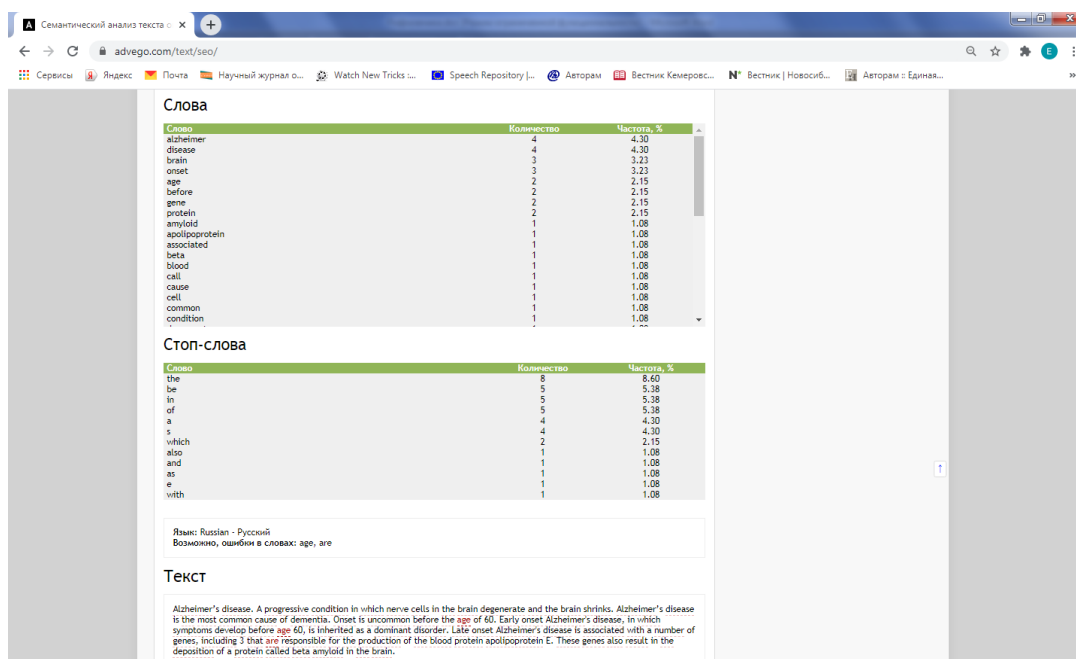 Семантический анализ текста о
advego.com/text/seo/
E
Сервисы Яндекс Почта Научный журнал о... Watch New Tricks :... Speech Repository |... Авторам Вестник Кемеровс... N* Вестник | Новосиб... Авторам :: Единая... »
Слова
Слово Количество Частота, %
alzheimer 4 4.30
disease 4 4.30
brain 3 3.23
onset 3 3.23
age 2 2.15
before 2 2.15
gene 2 2.15
protein 2 2.15
amyloid 1 1.08
apolipoprotein 1 1.08
associated 1 1.08
beta 1 1.08
blood 1 1.08
call 1 1.08
cause 1 1.08
cell 1 1.08
common 1 1.08
condition 1 1.08
Стоп-слова
Слово Количество Частота, %
the 8 8.60
be 5 5.38
in 5 5.38
of 5 5.38
a 4 4.30
s 4 4.30
which 2 2.15
also 1 1.08
and 1 1.08
as 1 1.08
e 1 1.08
with 1 1.08
Язык: Russian - Русский
Возможно, ошибки в словах: age, are
Текст
Alzheimer's disease. A progressive condition in which nerve cells in the brain degenerate and the brain shrinks. Alzheimer's disease
is the most common cause of dementia. Onset is uncommon before the age of 60. Early onset Alzheimer's disease, in which
symptoms develop before age 60, is inherited as a dominant disorder. Late onset Alzheimer's disease is associated with a number of
genes, including 3 that are responsible for the production of the blood protein apolipoprotein E. These genes also result in the
deposition of a protein called beta amyloid in the brain.